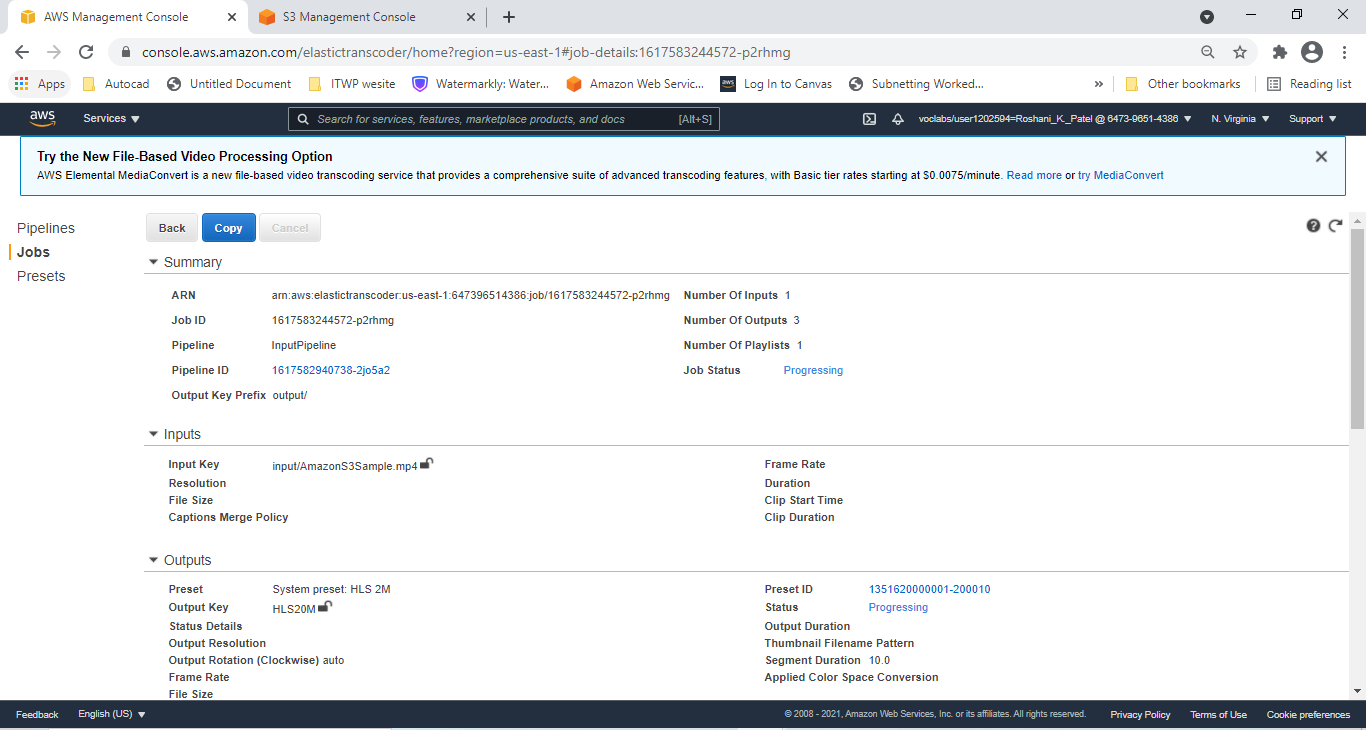 AWS Management Console
S3 Management Console
console.aws.amazon.com/elastictranscoder/home?region=us-east-1#job-details:1617583244572-p2rhmg
Apps Autocad Untitled Document ITWP wesite Watermarkly: Water... Amazon Web Servic... aws Log In to Canvas Subnetting Worked... » Other bookmarks Reading list
aws Services Search for services, features, marketplace products, and docs [Alt+S] voclabs/user1202594=Roshani_K._Patel @ 6473-9651-4386 N. Virginia Support
Try the New File-Based Video Processing Option
AWS Elemental MediaConvert is a new file-based video transcoding service that provides a comprehensive suite of advanced transcoding features, with Basic tier rates starting at $0.0075/minute. Read more or try MediaConvert
Pipelines
Jobs
Presets
Back Copy Cancel
Summary
ARN arn:aws:elastictranscoder:us-east-1:647396514386:job/1617583244572-p2rhmg Number Of Inputs 1
Job ID 1617583244572-p2rhmg Number Of Outputs 3
Pipeline InputPipeline Number Of Playlists 1
Pipeline ID 1617582940738-2jo5a2 Job Status Progressing
Output Key Prefix output/
Inputs
Input Key input/AmazonS3Sample.mp4 Frame Rate
Resolution Duration
File Size Clip Start Time
Captions Merge Policy Clip Duration
Outputs
Preset System preset: HLS 2M Preset ID 1351620000001-200010
Output Key HLS20M Status Progressing
Status Details Output Duration
Output Resolution Thumbnail Filename Pattern
Output Rotation (Clockwise) auto Segment Duration 10.0
Frame Rate Applied Color Space Conversion
File Size
Feedback English (US) © 2008 - 2021, Amazon Web Services, Inc. or its affiliates. All rights reserved. Privacy Policy Terms of Use Cookie preferences